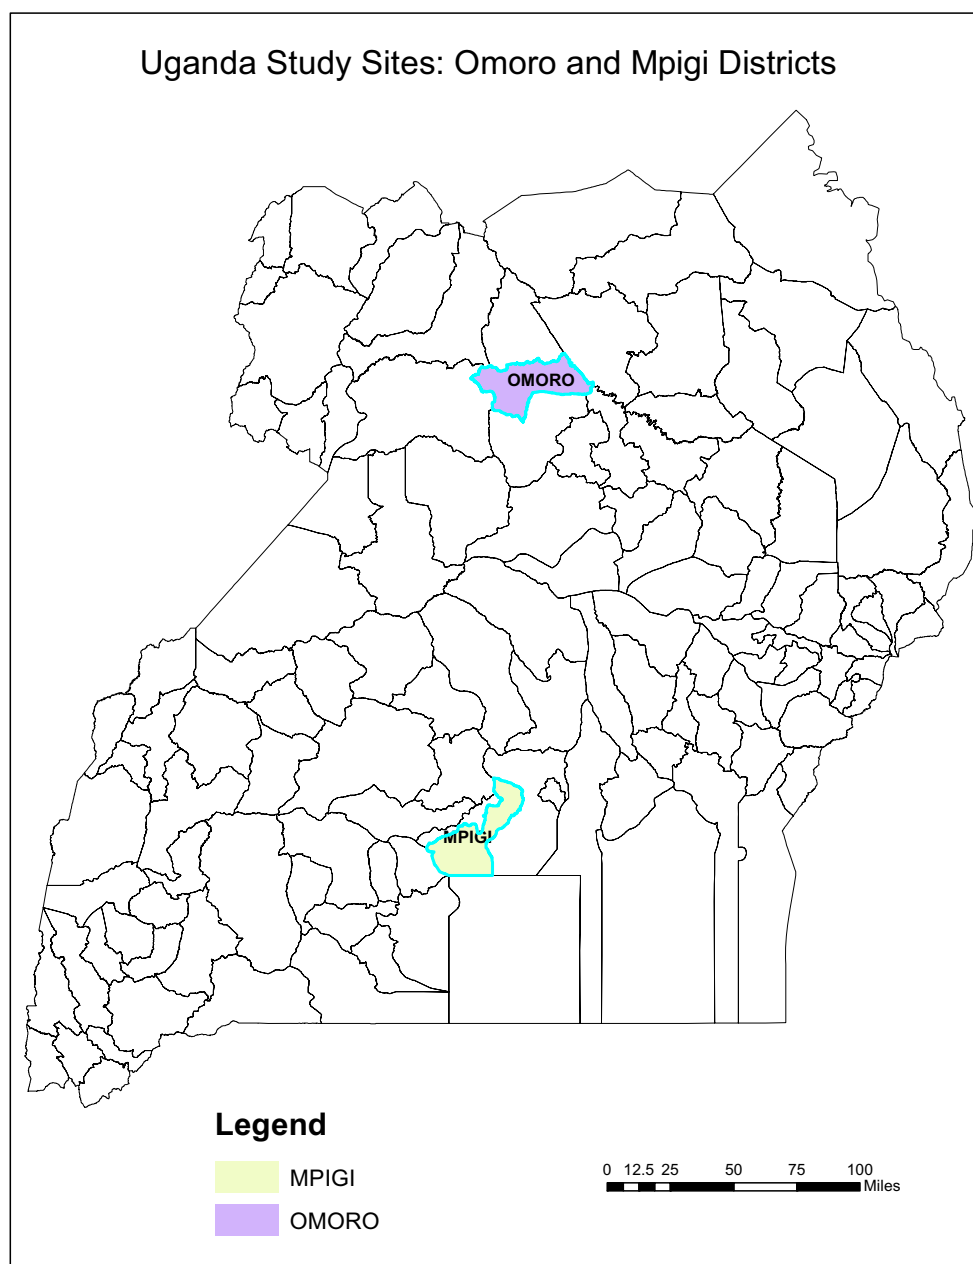 Uganda Study Sites: Omoro and Mpigi Districts
OMORO
MPIGI
Legend
MPIGI
OMORO
0 12.5 25 50 75 100
Miles